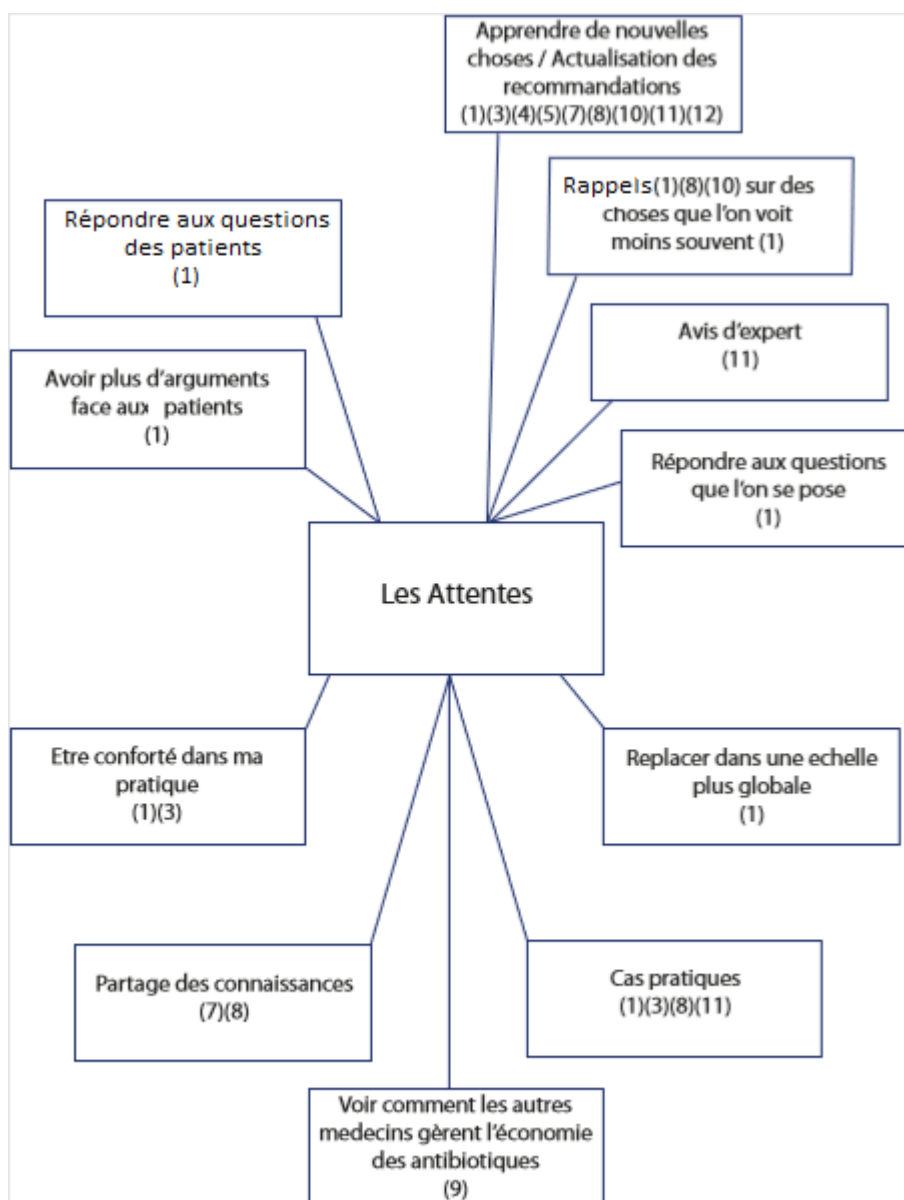 Apprendre de nouvelles
choses / Actualisation des
recommandations
(1)(3)(4)(5)(7)(8)(10)(11)(12)
Rappels(1)(8)(10) sur des
choses que l'on voit
moins souvent (1)
Répondre aux questions
des patients
(1)
Avis d'expert
(11)
Avoir plus d'arguments
face aux patients
(1)
Répondre aux questions
que l'on se pose
(1)
Les Attentes
Etre conforté dans ma
pratique
(1)(3)
Replacer dans une echelle
plus globale
(1)
Partage des connaissances
(7)(8)
Cas pratiques
(1)(3)(8)(11)
Voir comment les autres
medecins gèrent l'économie
des antibiotiques
(9)